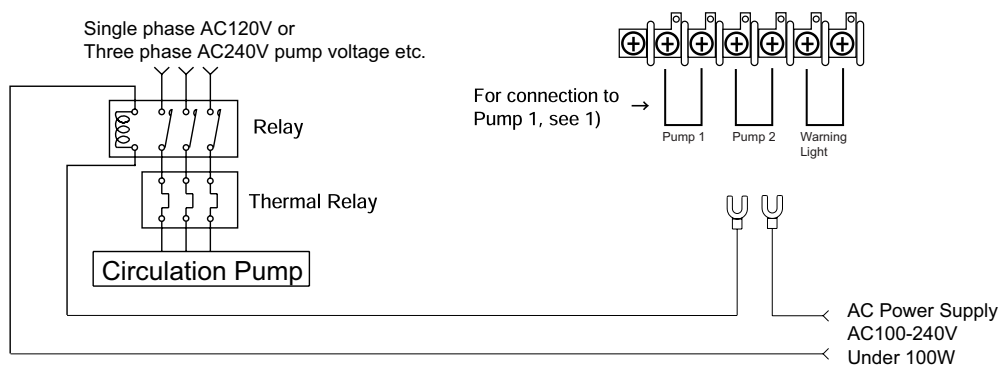 Single phase AC120V or
Three phase AC240V pump voltage etc.
Relay
Thermal Relay
Circulation Pump
For connection to →
Pump 1, see 1)
Pump 1
Pump 2
Warning
Light
AC Power Supply
AC100-240V
Under 100W